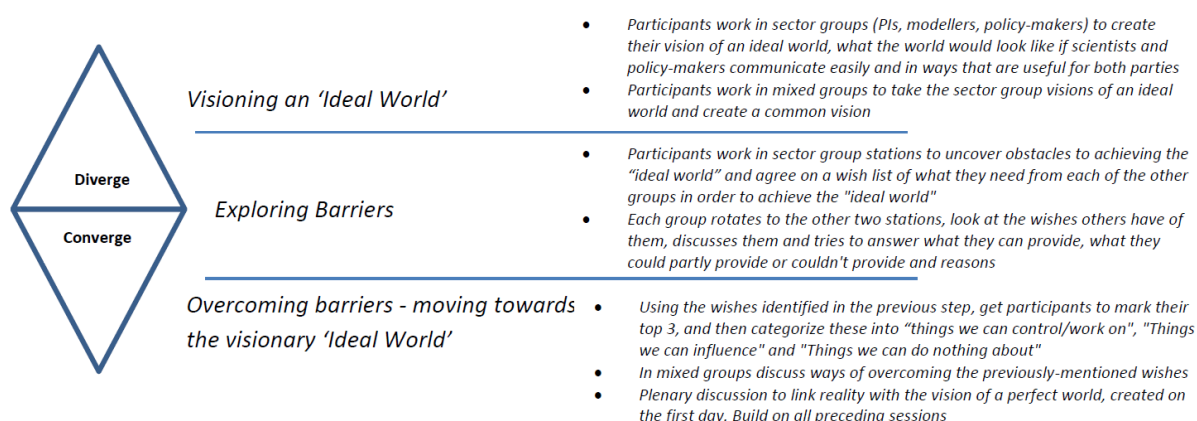 Diverge
Converge
Visioning an ‘Ideal World’
• Participants work in sector groups (PIs, modellers, policy-makers) to create
their vision of an ideal world, what the world would look like if scientists and
policy-makers communicate easily and in ways that are useful for both parties
• Participants work in mixed groups to take the sector group visions of an ideal
world and create a common vision
Exploring Barriers
• Participants work in sector group stations to uncover obstacles to achieving the
“ideal world” and agree on a wish list of what they need from each of the other
groups in order to achieve the "ideal world"
• Each group rotates to the other two stations, look at the wishes others have of
them, discusses them and tries to answer what they can provide, what they
could partly provide or couldn't provide and reasons
Overcoming barriers - moving towards
the visionary ‘Ideal World’
• Using the wishes identified in the previous step, get participants to mark their
top 3, and then categorize these into “things we can control/work on", "Things
we can influence" and "Things we can do nothing about"
• In mixed groups discuss ways of overcoming the previously-mentioned wishes
• Plenary discussion to link reality with the vision of a perfect world, created on
the first day. Build on all preceding sessions